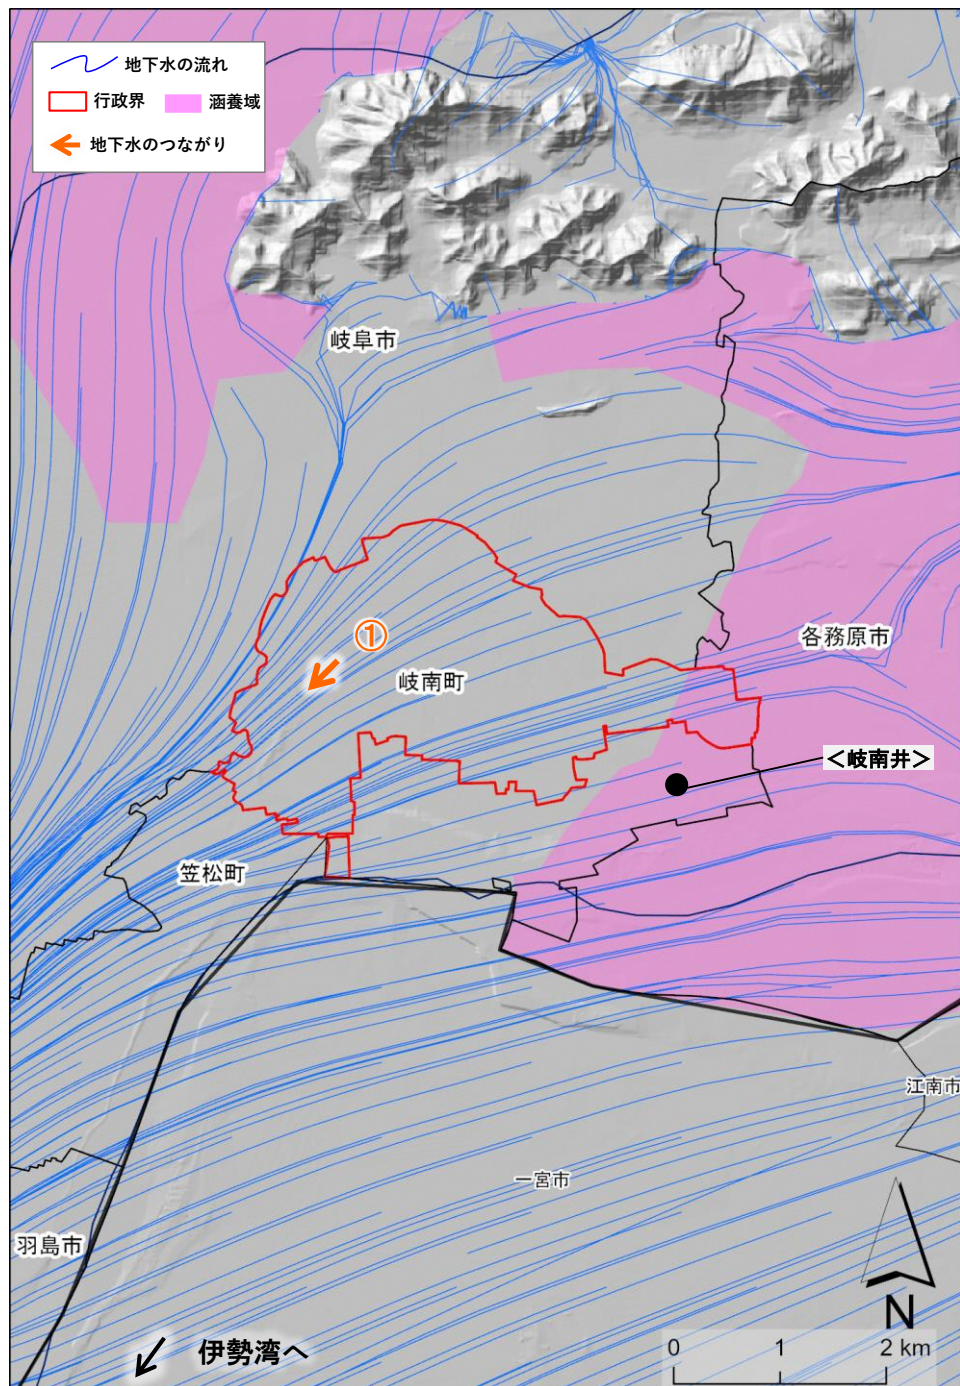 地下水の流れ
行政界
涵養域
地下水のつながり
岐阜市
①
各務原市
岐南町
＜岐南井＞
笠松町
江南市
一宮市
羽島市
N
伊勢湾へ
0 1 2 km